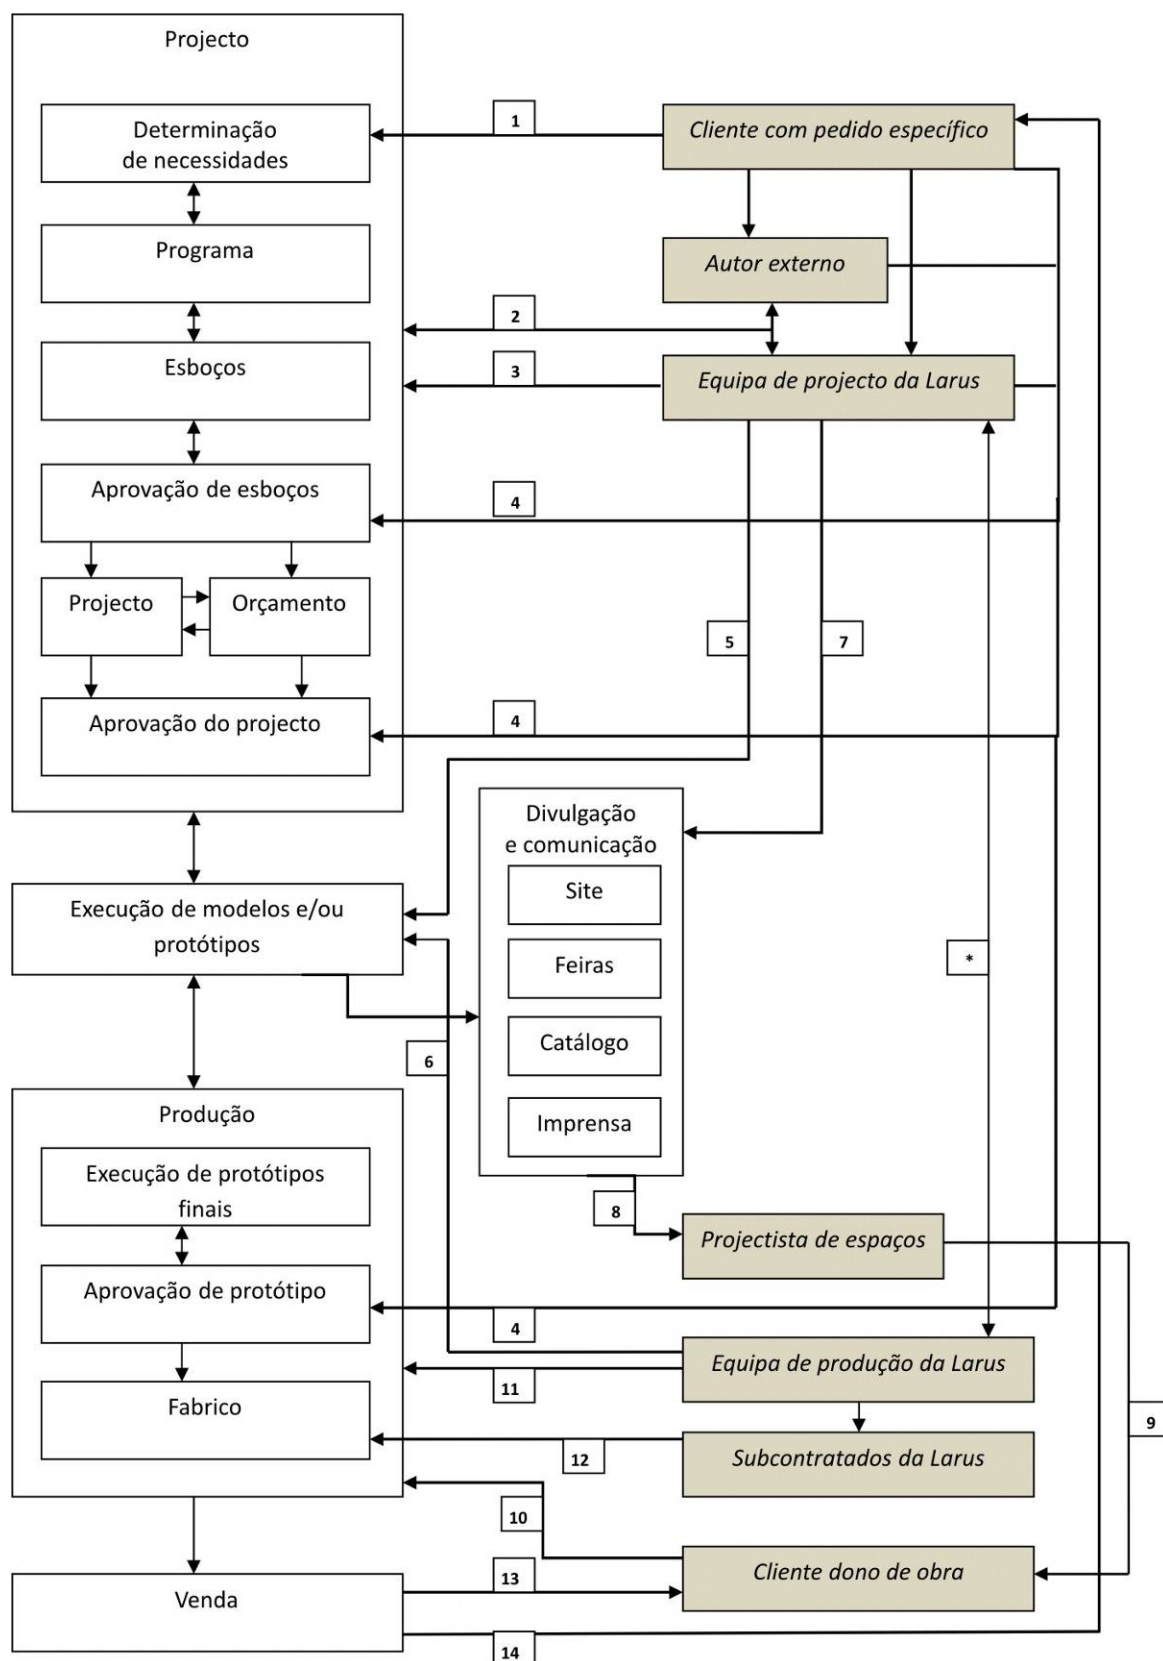 Projecto
Determinação
de necessidades
1
Cliente com pedido específico
Programa
Autor externo
2
Esboços
3
Equipa de projecto da Larus
Aprovação de esboços
4
Projecto
Orçamento
5
7
Aprovação do projecto
4
Divulgação
e comunicação
Site
Execução de modelos e/ou
protótipos
Feiras
*
Catálogo
6
Imprensa
Produção
Execução de protótipos
finais
8
Projectista de espaços
Aprovação de protótipo
4
Equipa de produção da Larus
11
Fabrico
9
12
Subcontratados da Larus
10
Cliente dono de obra
13
Venda
14